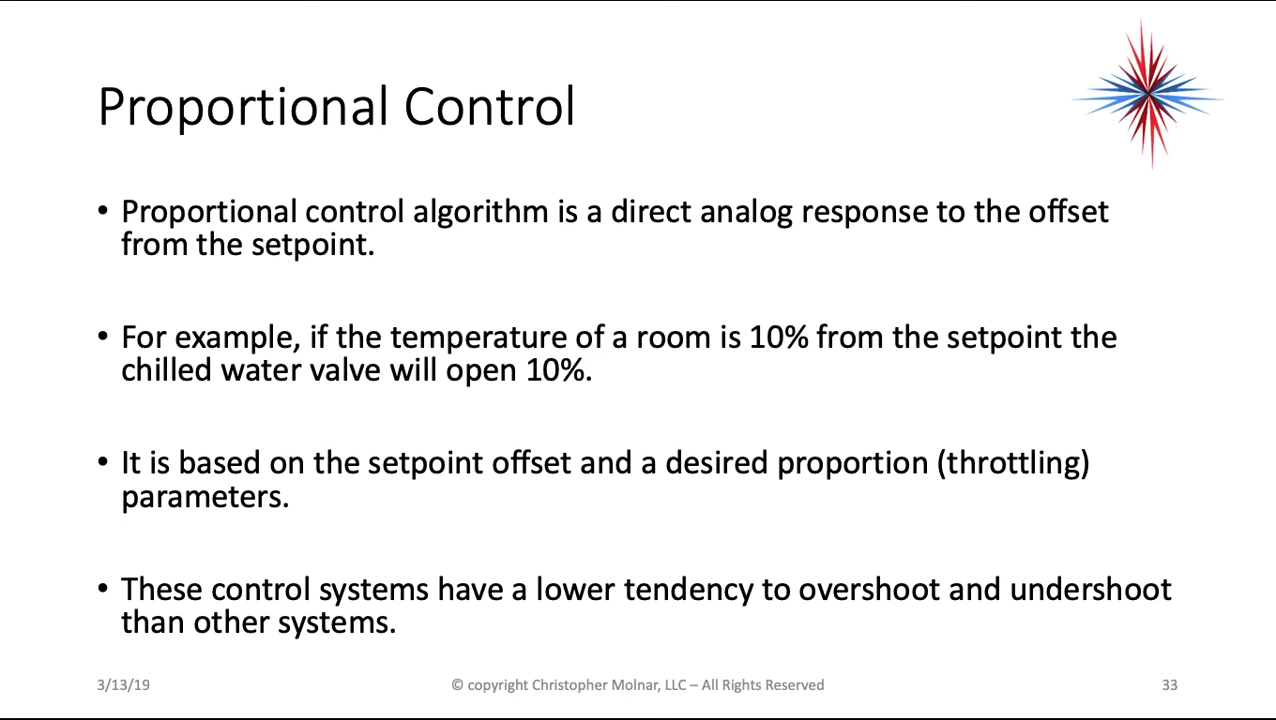 Proportional Control
• Proportional control algorithm is a direct analog response to the offset
from the setpoint.
• For example, if the temperature of a room is 10% from the setpoint the
chilled water valve will open 10%.
• It is based on the setpoint offset and a desired proportion (throttling)
parameters.
• These control systems have a lower tendency to overshoot and undershoot
than other systems.
3/13/19
© copyright Christopher Molnar, LLC – All Rights Reserved
33